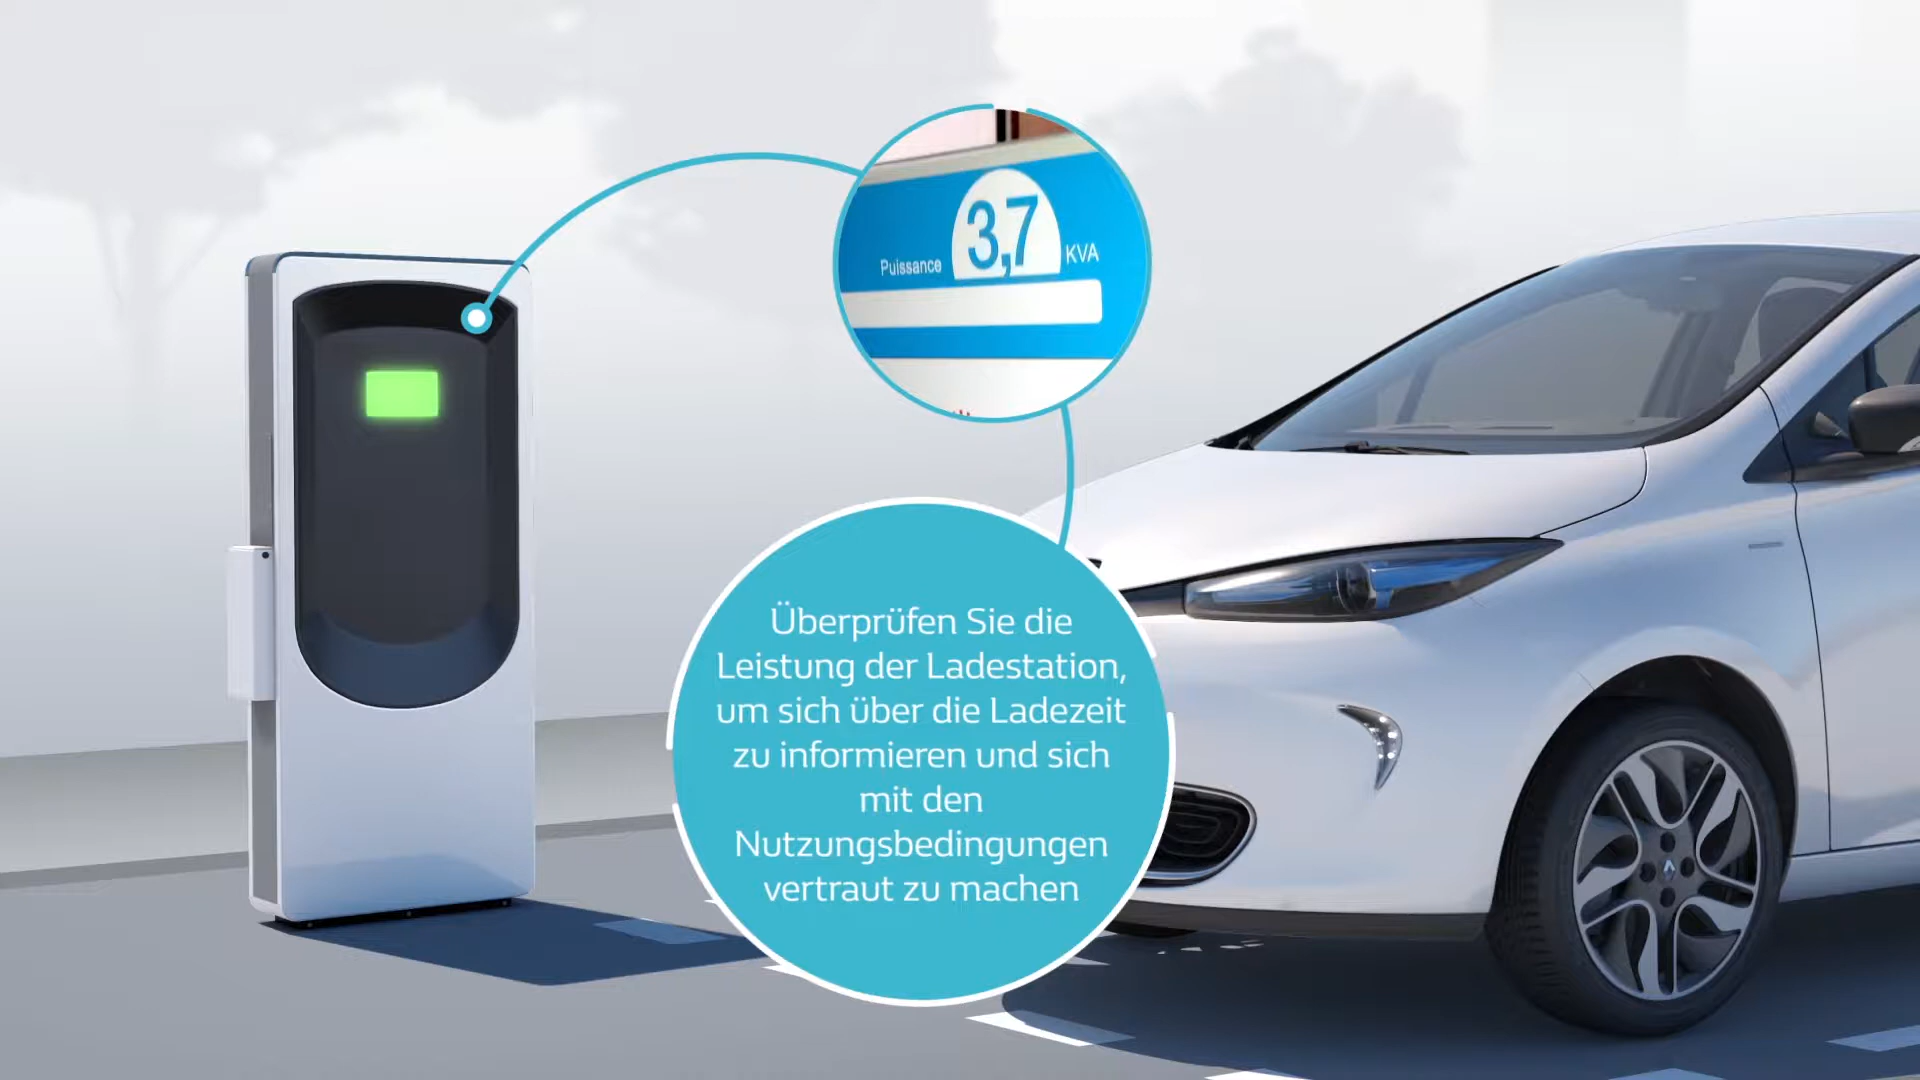 3,7
Puissance
KVA
Überprüfen Sie die
Leistung der Ladestation,
um sich über die Ladezeit
zu informieren und sich
mit den
Nutzungsbedingungen
vertraut zu machen